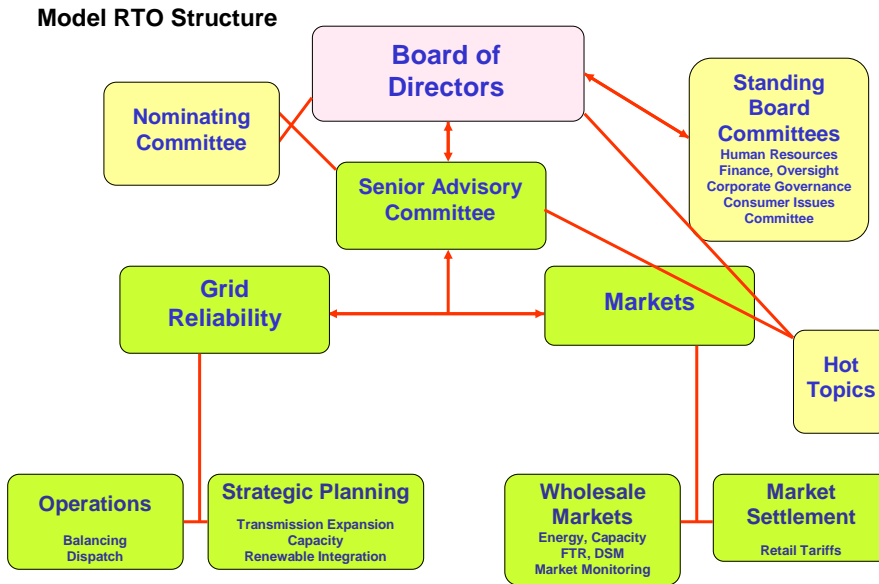 Model RTO Structure
Board of
Directors
Nominating
Committee
Standing
Board
Committees
Human Resources
Finance, Oversight
Corporate Governance
Consumer Issues
Committee
Senior Advisory
Committee
Grid
Reliability
Markets
Hot
Topics
Operations
Balancing
Dispatch
Strategic Planning
Transmission Expansion
Capacity
Renewable Integration
Wholesale
Markets
Energy, Capacity
FTR, DSM
Market Monitoring
Market
Settlement
Retail Tariffs